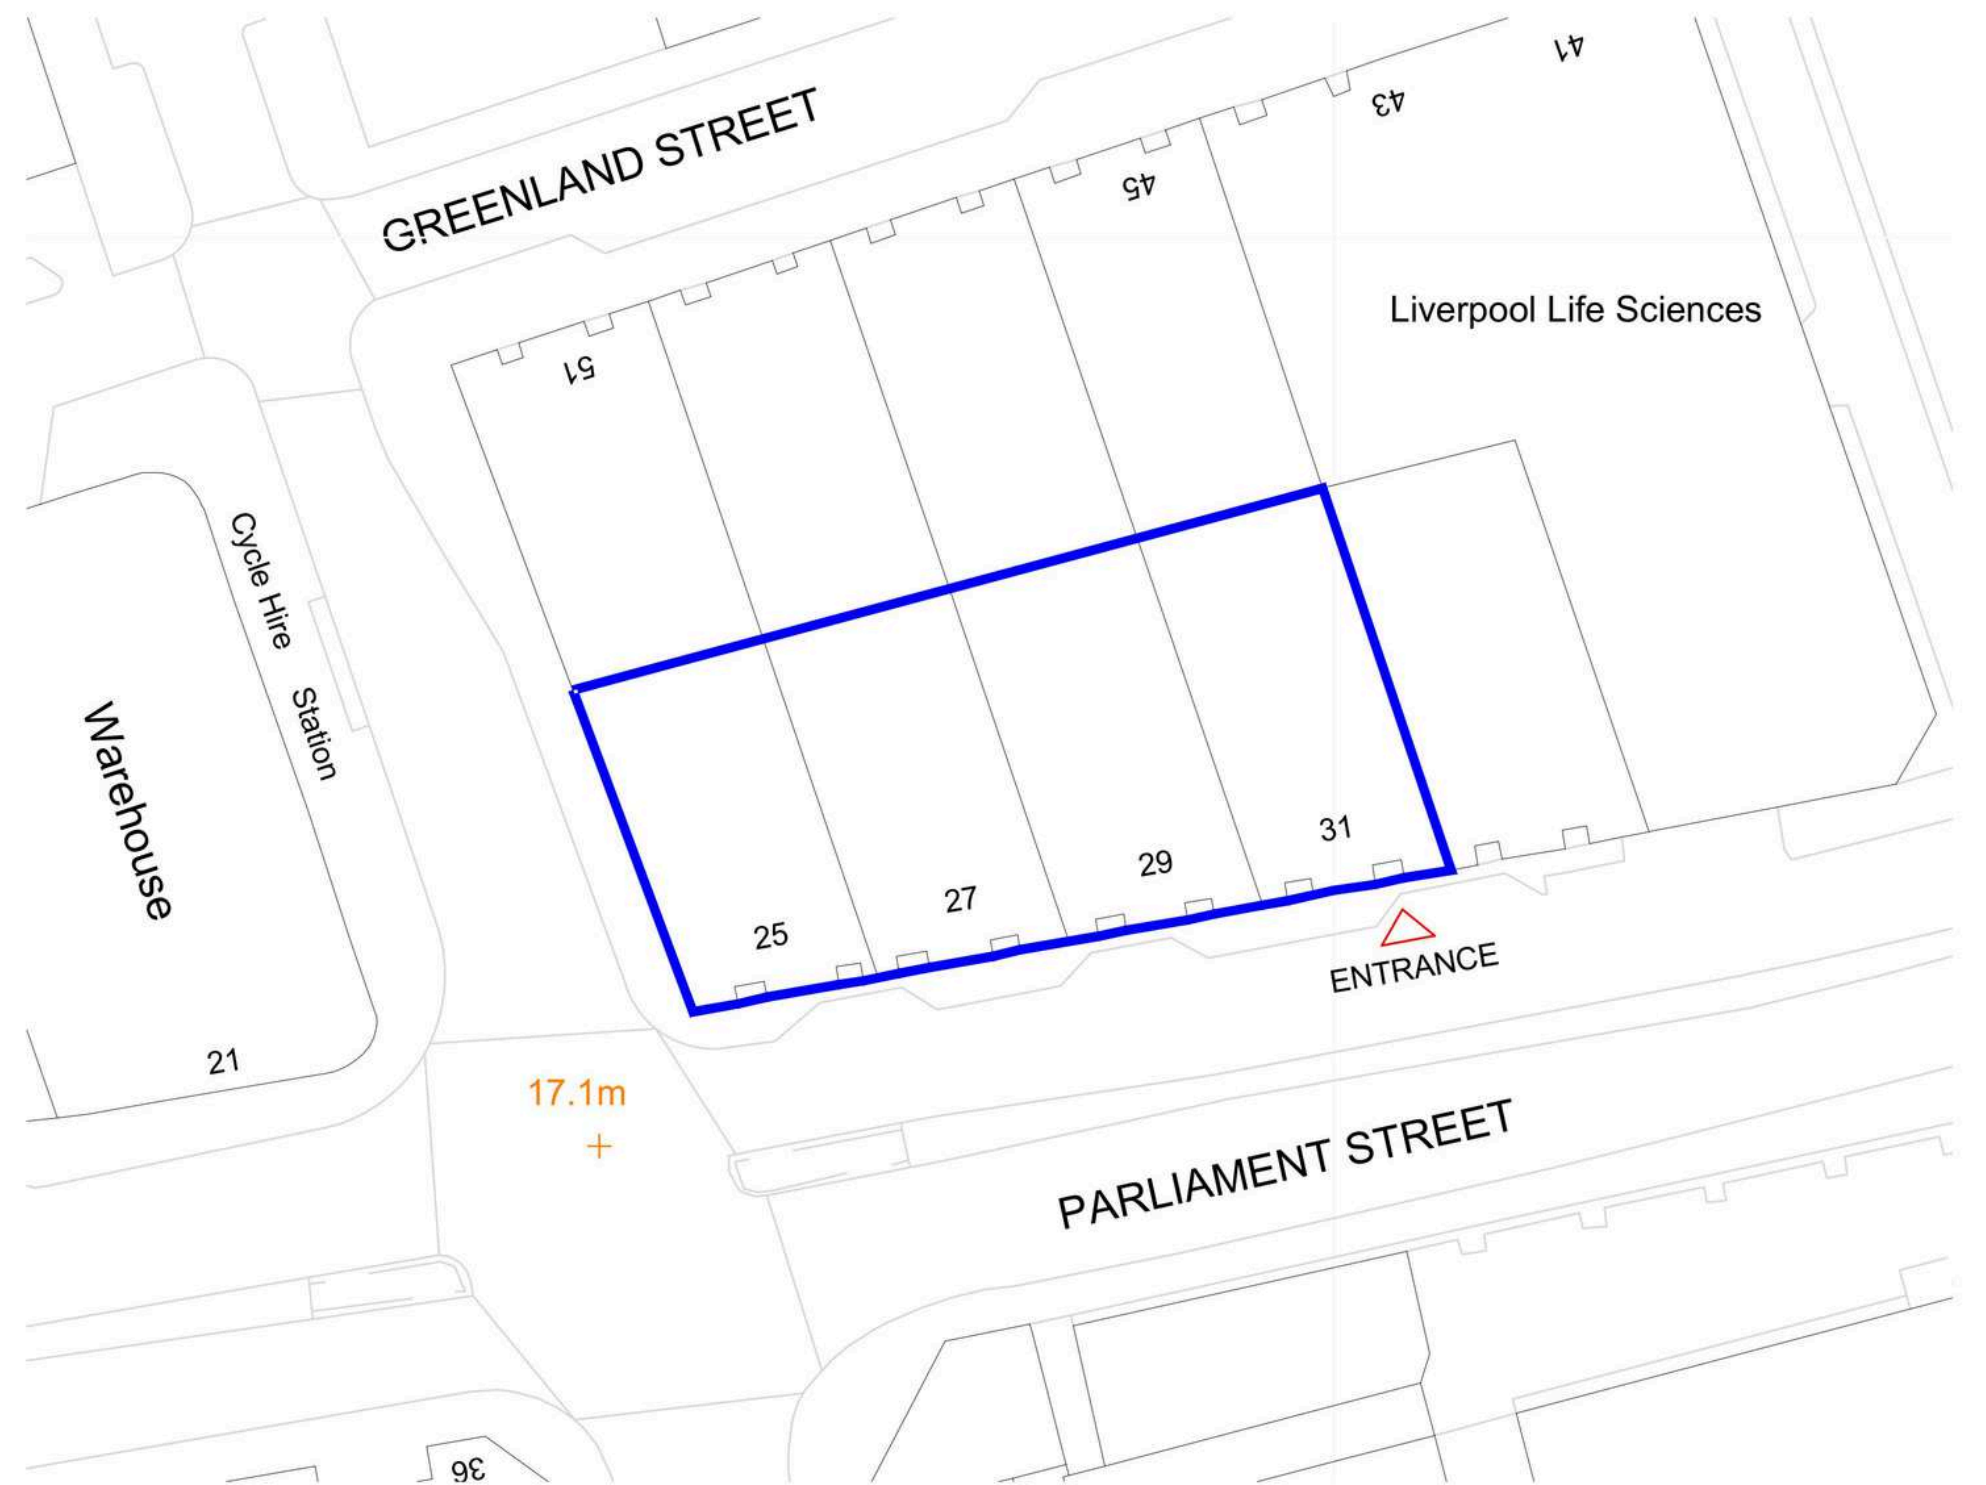 41
43
GREENLAND STREET
45
Liverpool Life Sciences
51
Cycle Hire Station
Warehouse
31
29
27
25
ENTRANCE
21
17.1m
PARLIAMENT STREET
36